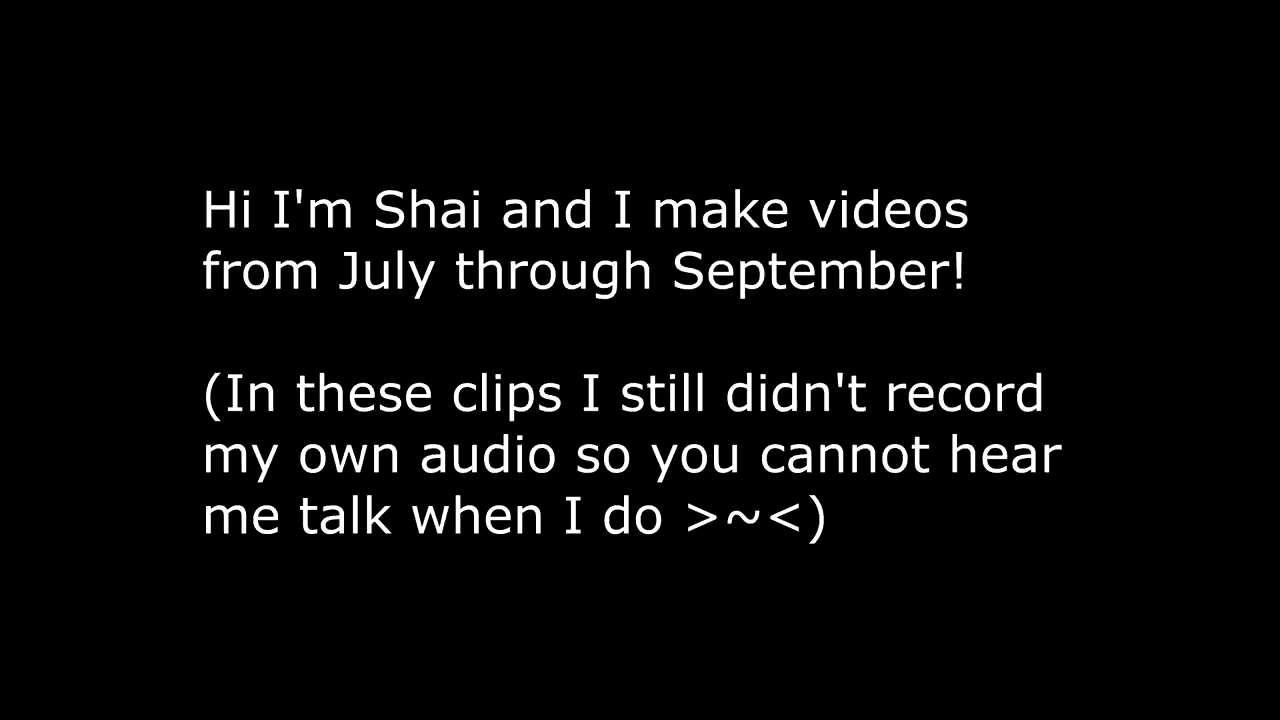 Hi I'm Shai and I make videos
from July through September!
(In these clips I still didn't record
my own audio so you cannot hear
me talk when I do >~<)